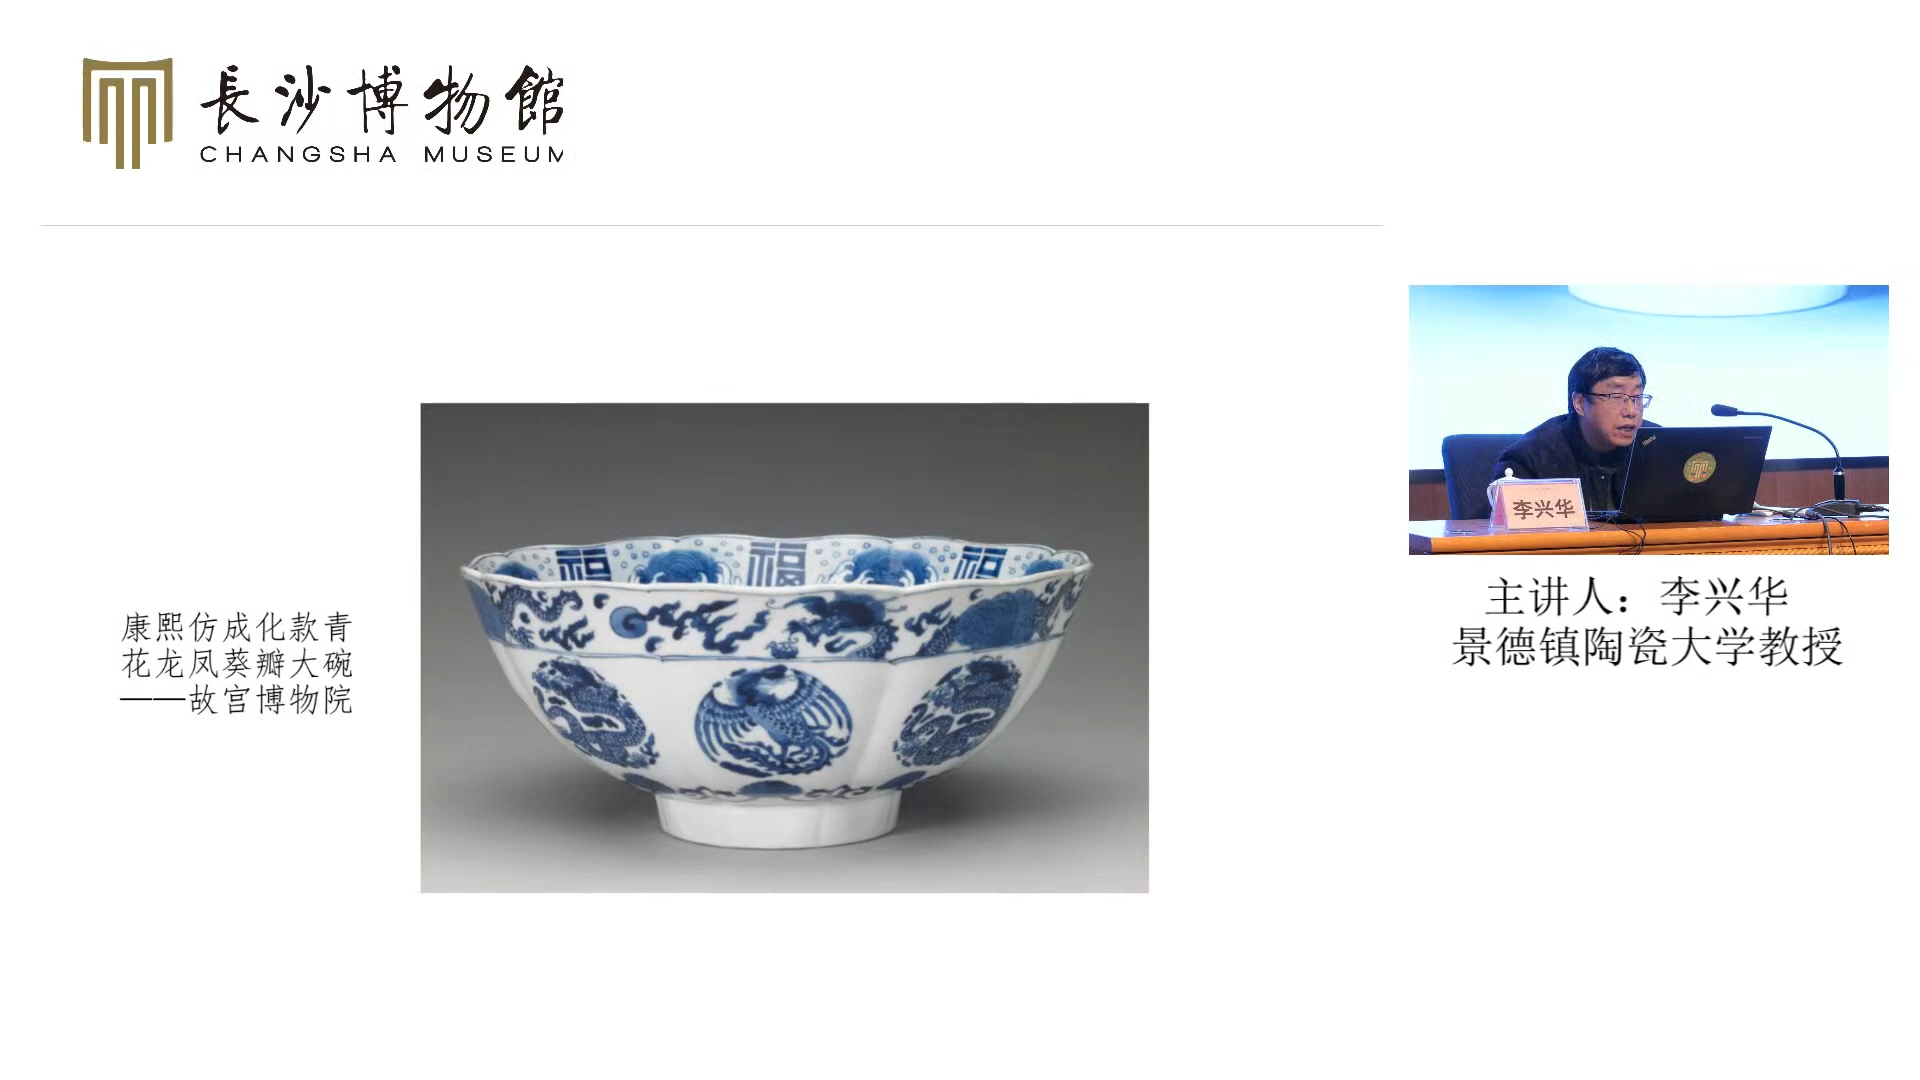 長沙博物館
CHANGSHA MUSEUM
福 福 福
康熙仿成化款青
花龙凤葵瓣大碗
——故宫博物院
李兴华
主讲人：李兴华
景德镇陶瓷大学教授